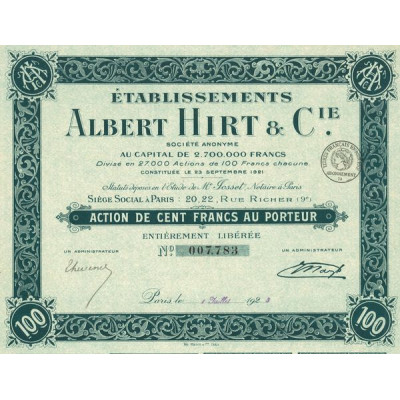 ÉTABLISSEMENTS
ALBERT HIRT & CIE.
SOCIÉTÉ ANONYME
AU CAPITAL DE 2.700.000 FRANCS
Divisé en 27.000 Actions de 100 Francs chacune
CONSTITUÉE LE 23 SEPTEMBRE 1921
Statuts déposés en l'Étude de Me Josset, Notaire à Paris
SIÈGE SOCIAL À PARIS : 20, 22, RUE RICHER (9e)
ACTION DE CENT FRANCS AU PORTEUR
ENTIÈREMENT LIBÉRÉE
No 007,783
UN ADMINISTRATEUR UN ADMINISTRATEUR
Paris le Juillet 192
100 100